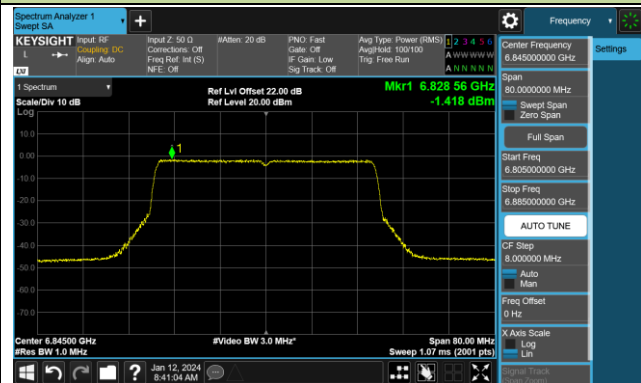 Spectrum Analyzer 1
Swept SA
+
Frequency
KEYSIGHT
Input: RF
Coupling: DC
Align: Auto
Input Z: 50 Ω
Corrections: Off
Freq Ref: Int (S)
NFE: Off
#Atten: 20 dB
PNO: Fast
Gate: Off
IF Gain: Low
Sig Track: Off
Avg Type: Power (RMS)
Avg|Hold: 100/100
Trig: Free Run
1 2 3 4 5 6
A W W W W W
A N N N N N
L
LXI
1 Spectrum
Scale/Div 10 dB
Log
Ref Lvl Offset 22.00 dB
Ref Level 20.00 dBm
Mkr1 6.828 56 GHz
-1.418 dBm
10.0
0.00
-10.0
-20.0
-30.0
-40.0
-50.0
-60.0
-70.0
1
Center 6.84500 GHz
#Res BW 1.0 MHz
#Video BW 3.0 MHz*
Span 80.00 MHz
Sweep 1.07 ms (2001 pts)
Jan 12, 2024
8:41:04 AM
?
Center Frequency
6.845000000 GHz
Settings
Span
80.0000000 MHz
Swept Span
Zero Span
Full Span
Start Freq
6.805000000 GHz
Stop Freq
6.885000000 GHz
AUTO TUNE
CF Step
8.000000 MHz
Auto
Man
Freq Offset
0 Hz
X Axis Scale
Log
Lin
Signal Track